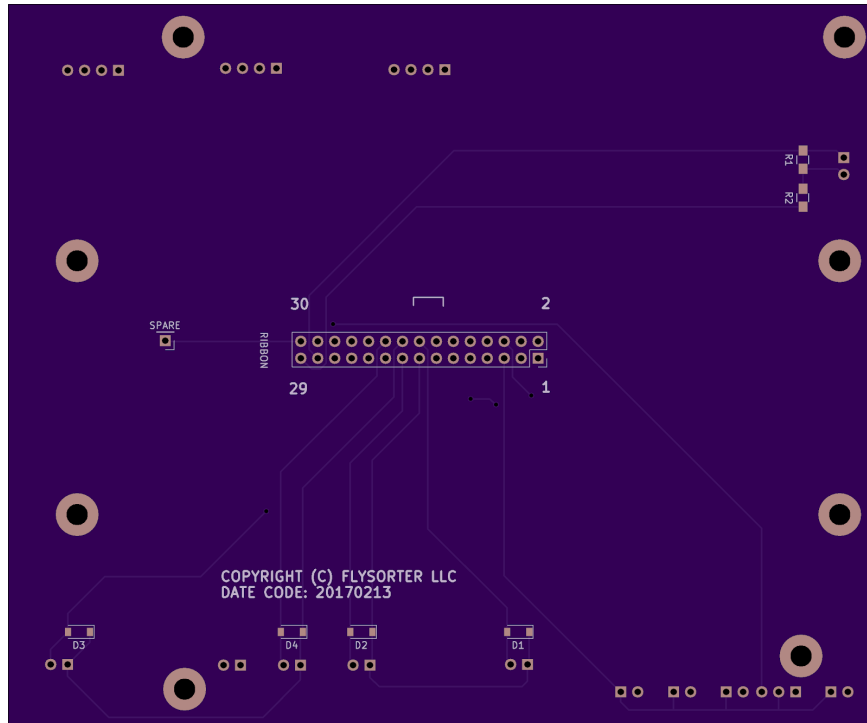 R1
R2
30
2
SPARE
RIBBON
29
1
COPYRIGHT (C) FLYSORTER LLC
DATE CODE: 20170213
D3
D4
D2
D1